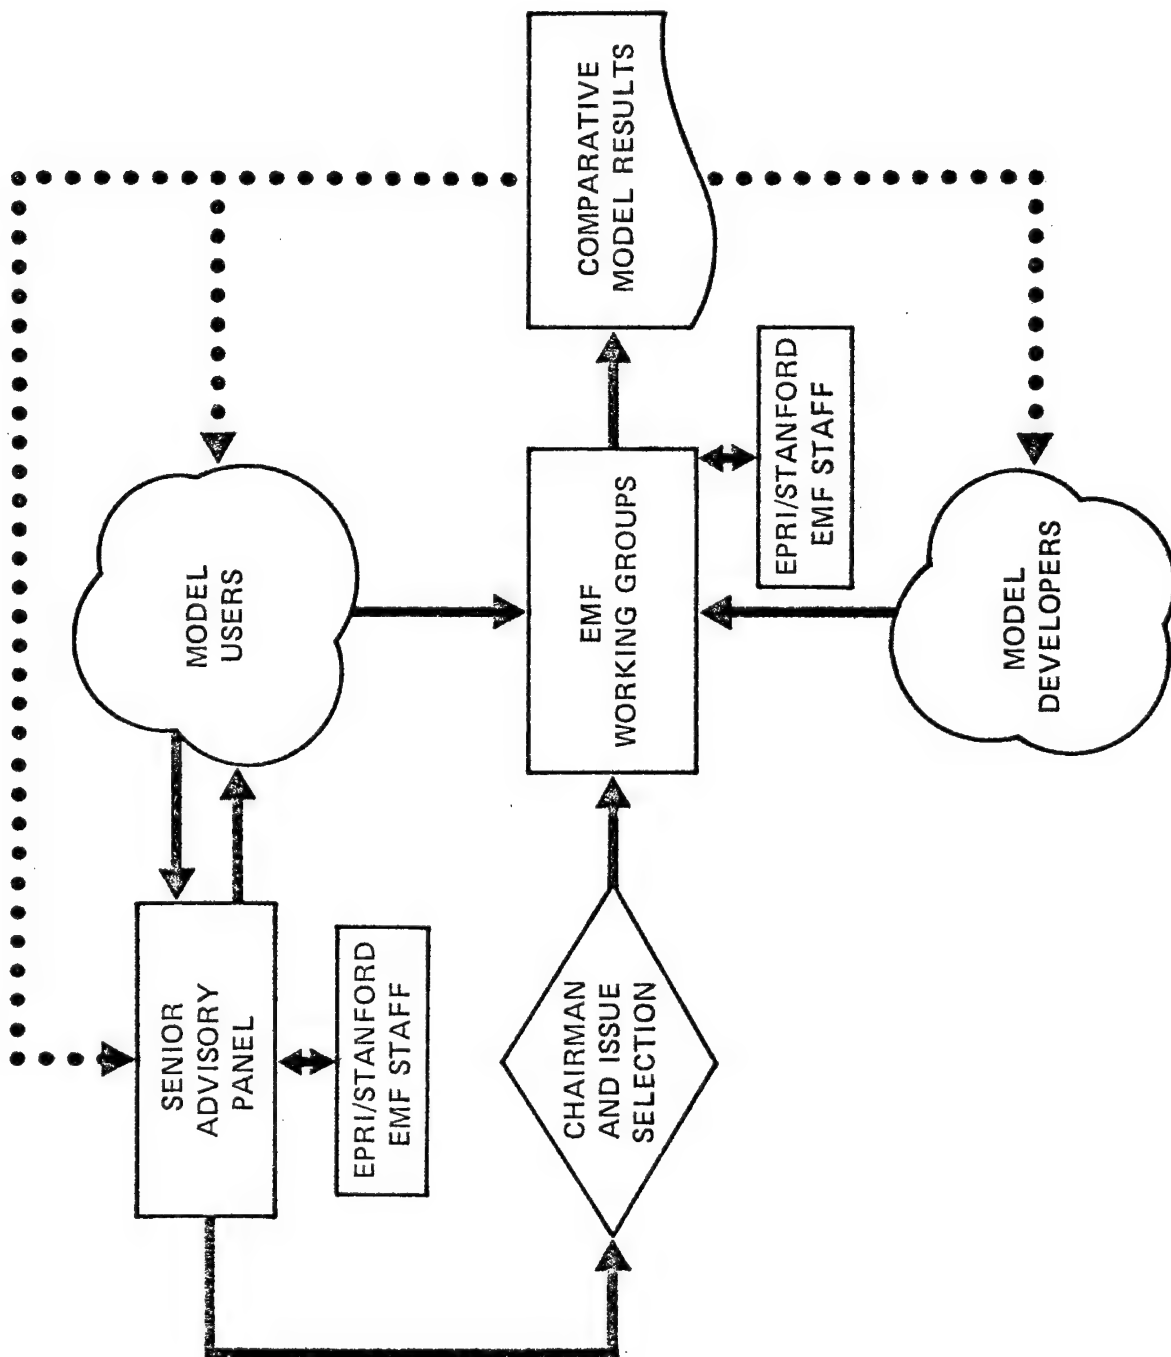 SENIOR
ADVISORY
PANEL
MODEL
USERS
EPRI/STANFORD
EMF STAFF
CHAIRMAN
AND ISSUE
SELECTION
EMF
WORKING GROUPS
COMPARATIVE
MODEL RESULTS
EPRI/STANFORD
EMF STAFF
MODEL
DEVELOPERS